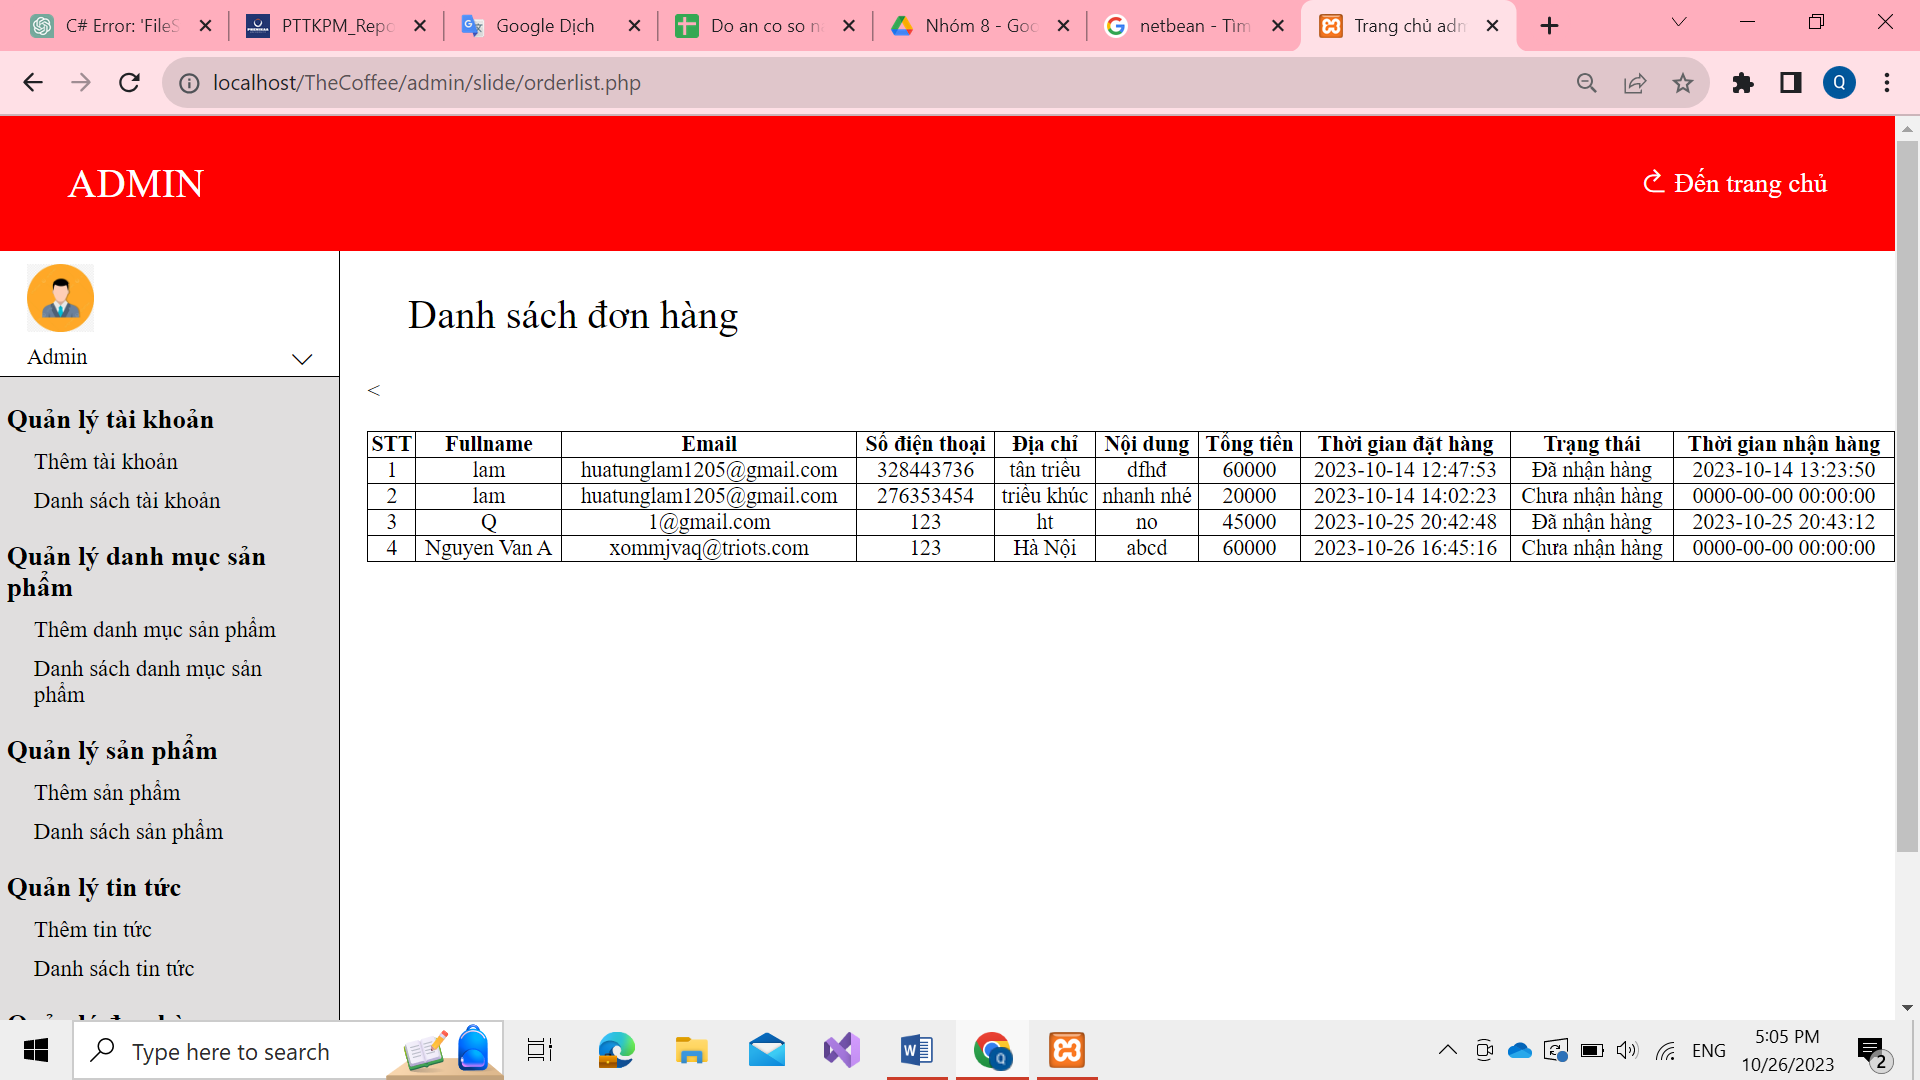 C# Error: 'FileS
PTTKPM_Repo
Google Dịch
Do an co so n
Nhóm 8 - Goo
netbean - Tìm
Trang chủ adm
localhost/TheCoffee/admin/slide/orderlist.php
Q
ADMIN
Đến trang chủ
Admin
Quản lý tài khoản
Thêm tài khoản
Danh sách tài khoản
Quản lý danh mục sản
phẩm
Thêm danh mục sản phẩm
Danh sách danh mục sản
phẩm
Quản lý sản phẩm
Thêm sản phẩm
Danh sách sản phẩm
Quản lý tin tức
Thêm tin tức
Danh sách tin tức
Danh sách đơn hàng
<
STT Fullname Email Số điện thoại Địa chỉ Nội dung Tổng tiền Thời gian đặt hàng Trạng thái Thời gian nhận hàng
1 lam huatunglam1205@gmail.com 328443736 tân triều dfhđ 60000 2023-10-14 12:47:53 Đã nhận hàng 2023-10-14 13:23:50
2 lam huatunglam1205@gmail.com 276353454 triều khúc nhanh nhé 20000 2023-10-14 14:02:23 Chưa nhận hàng 0000-00-00 00:00:00
3 Q 1@gmail.com 123 ht no 45000 2023-10-25 20:42:48 Đã nhận hàng 2023-10-25 20:43:12
4 Nguyen Van A xommjvaq@triots.com 123 Hà Nội abcd 60000 2023-10-26 16:45:16 Chưa nhận hàng 0000-00-00 00:00:00
Type here to search
ENG
5:05 PM
10/26/2023
2